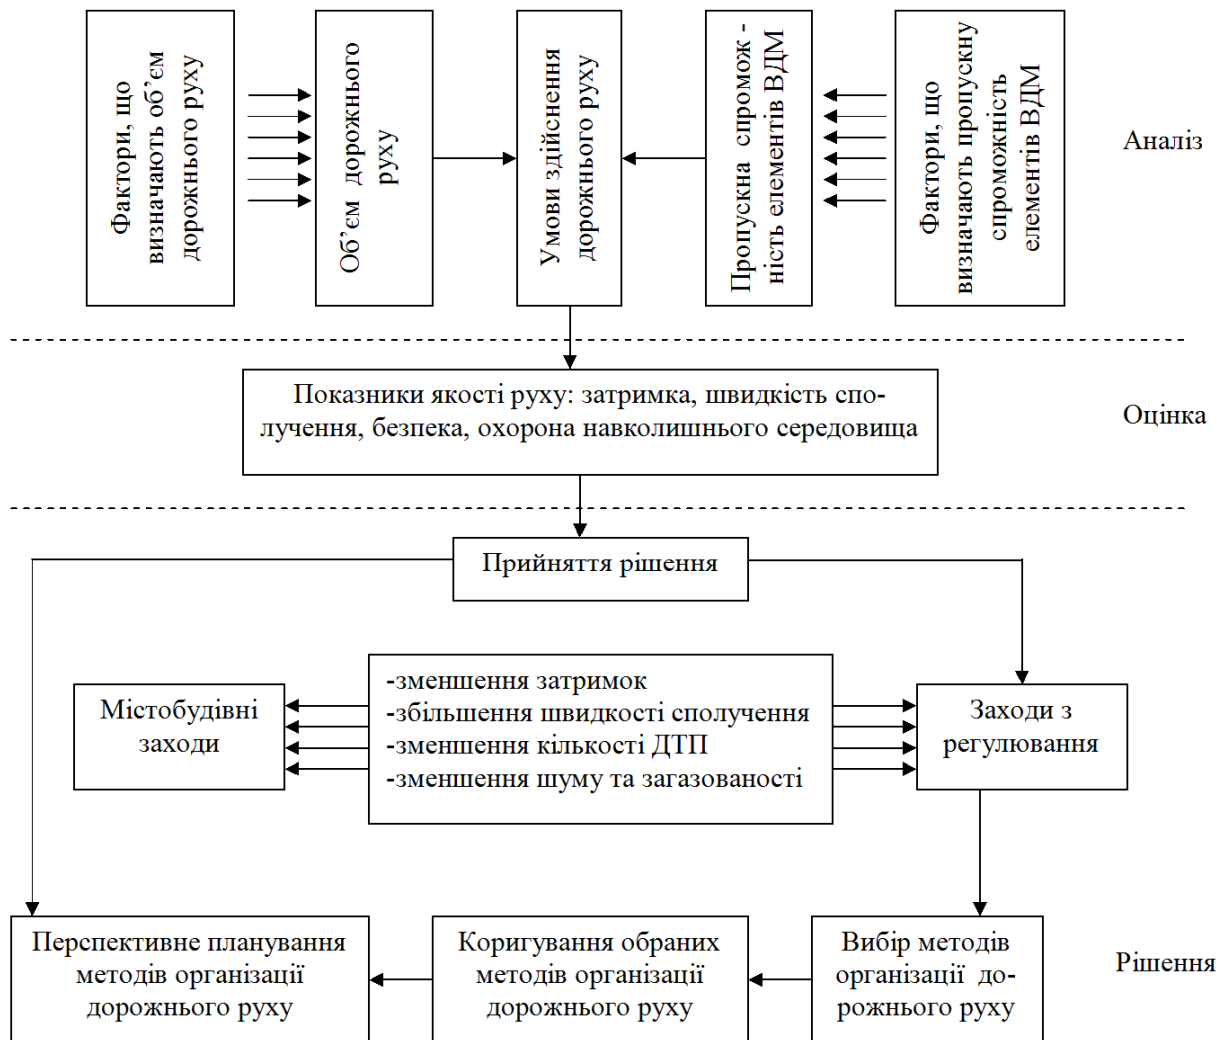 Фактори, що
визначають об’єм
дорожнього руху
Об’єм дорожнього
руху
Умови здійснення
дорожнього руху
Пропускна спромож -
ність елементів ВДМ
Фактори, що
визначають пропускну
спроможність
елементів ВДМ
Аналіз
Показники якості руху: затримка, швидкість спо-
лучення, безпека, охорона навколишнього середовища
Оцінка
Прийняття рішення
Містобудівні
заходи
-зменшення затримок
-збільшення швидкості сполучення
-зменшення кількості ДТП
-зменшення шуму та загазованості
Заходи з
регулювання
Перспективне планування
методів організації
дорожнього руху
Коригування обраних
методів організації
дорожнього руху
Вибір методів
організації до-
рожнього руху
Рішення